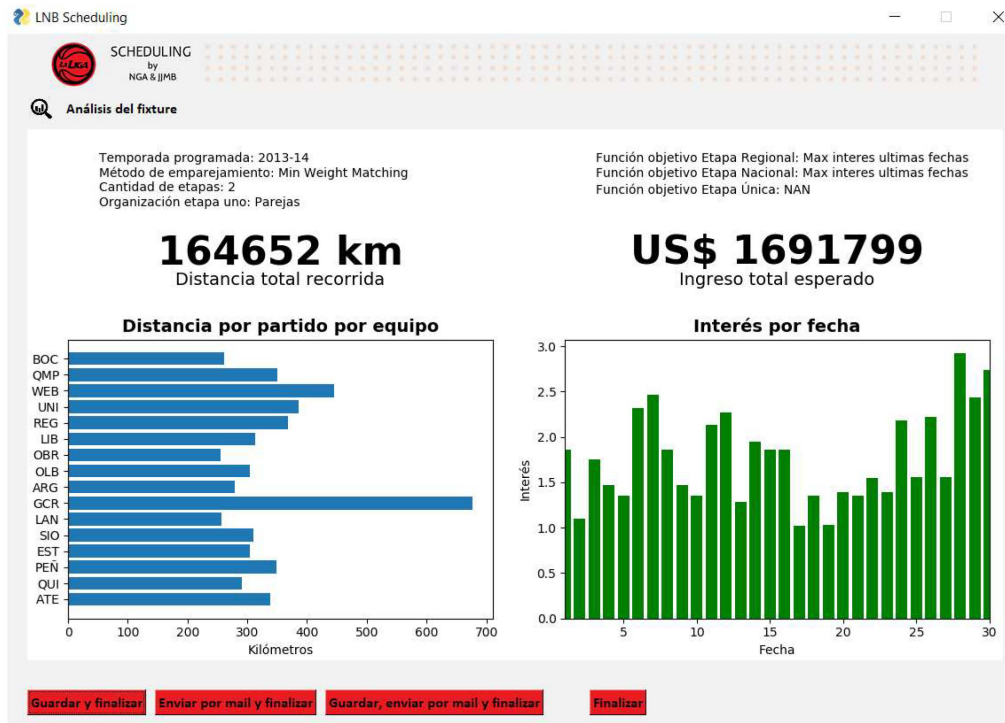 LNB Scheduling
LA LIGA
SCHEDULING
by
NGA & JJMB
Análisis del fixture
Temporada programada: 2013-14
Método de emparejamiento: Min Weight Matching
Cantidad de etapas: 2
Organización etapa uno: Parejas
Función objetivo Etapa Regional: Max interes ultimas fechas
Función objetivo Etapa Nacional: Max interes ultimas fechas
Función objetivo Etapa Única: NAN
164652 km
Distancia total recorrida
US$ 1691799
Ingreso total esperado
Distancia por partido por equipo
BOC
QMP
WEB
UNI
REG
LIB
OBR
OLB
ARG
GCR
LAN
SIO
EST
PEÑ
QUI
ATE
0 100 200 300 400 500 600 700
Kilómetros
Interés por fecha
3.0
2.5
2.0
1.5
1.0
0.5
0.0
Interés
5 10 15 20 25 30
Fecha
Guardar y finalizar
Enviar por mail y finalizar
Guardar, enviar por mail y finalizar
Finalizar